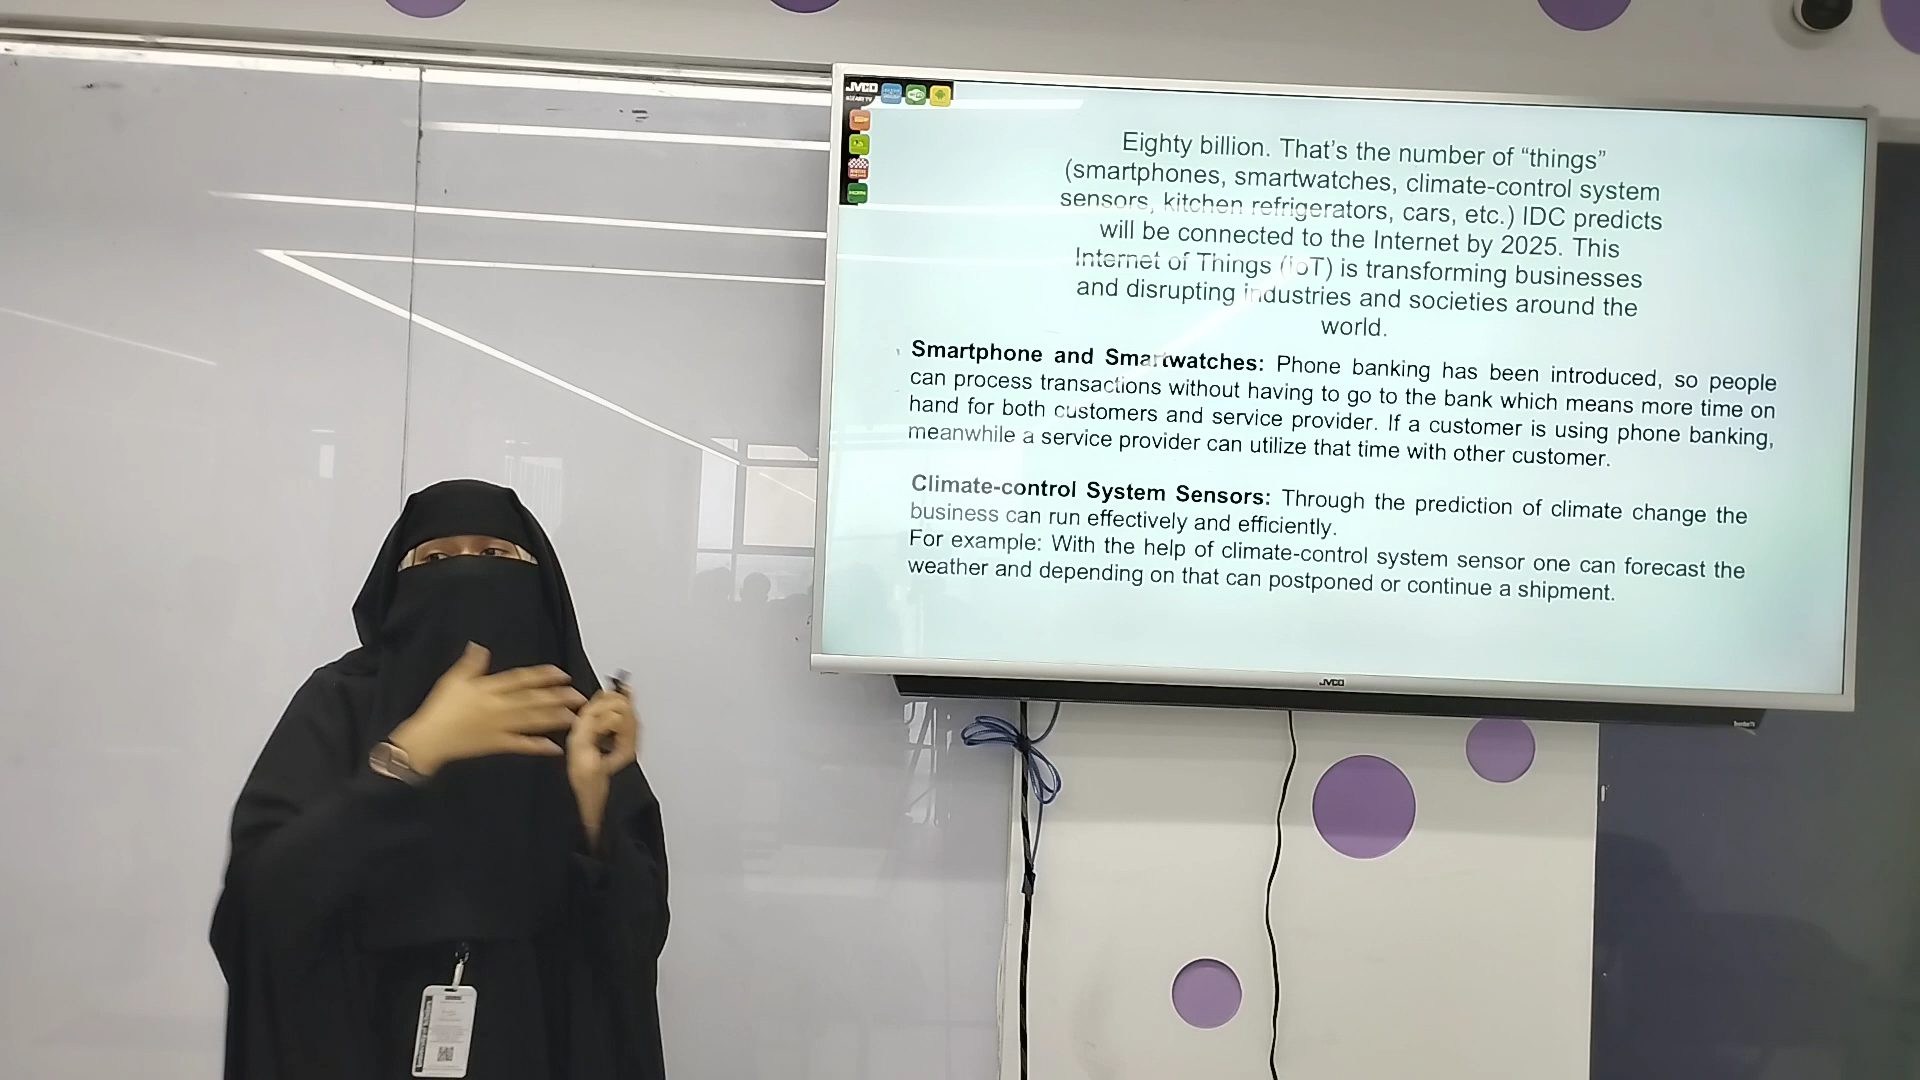 JVCO
Eighty billion. That's the number of “things”
(smartphones, smartwatches, climate-control system
sensors, kitchen refrigerators, cars, etc.) IDC predicts
will be connected to the Internet by 2025. This
Internet of Things (IoT) is transforming businesses
and disrupting industries and societies around the
world.
Smartphone and Smartwatches: Phone banking has been introduced, so people
can process transactions without having to go to the bank which means more time on
hand for both customers and service provider. If a customer is using phone banking,
meanwhile a service provider can utilize that time with other customer.
Climate-control System Sensors: Through the prediction of climate change the
business can run effectively and efficiently.
For example: With the help of climate-control system sensor one can forecast the
weather and depending on that can postponed or continue a shipment.
JVCO